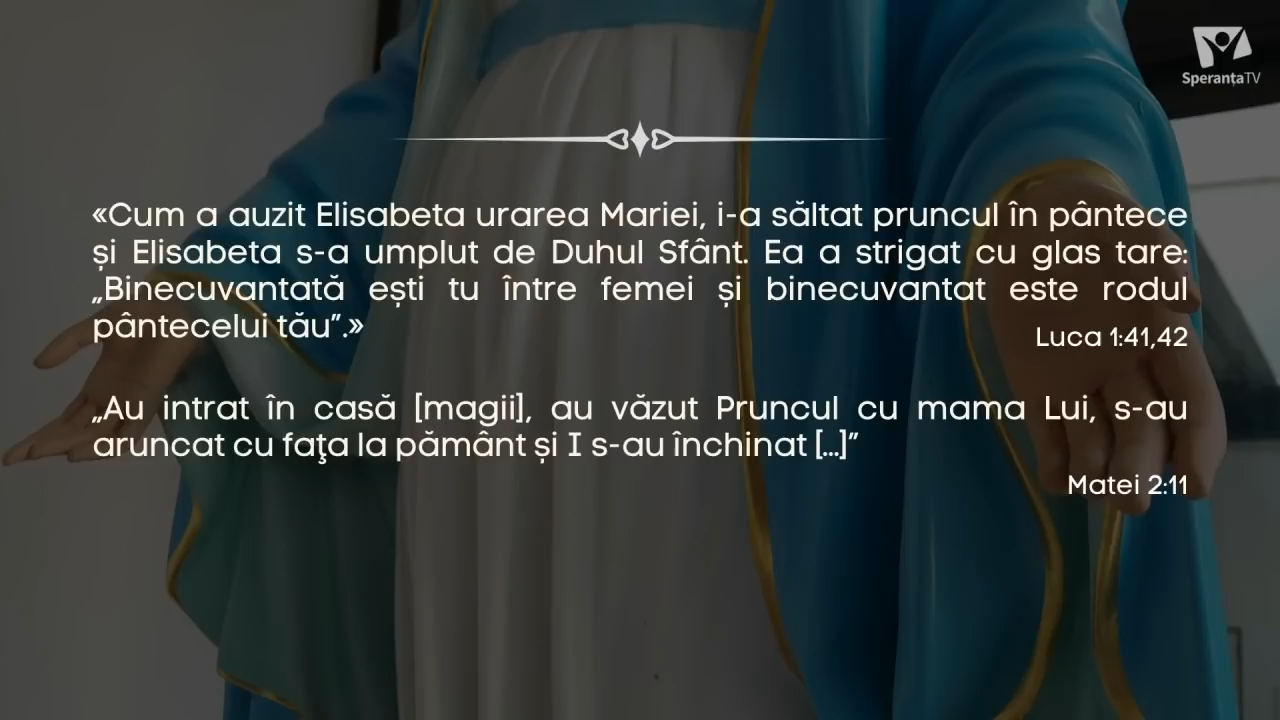 SperanțaTV
«Cum a auzit Elisabeta urarea Mariei, i-a săltat pruncul în pântece
și Elisabeta s-a umplut de Duhul Sfânt. Ea a strigat cu glas tare:
„Binecuvantată ești tu între femei și binecuvantat este rodul
pântecelui tău”.»
Luca 1:41,42
„Au intrat în casă [magii], au văzut Pruncul cu mama Lui, s-au
aruncat cu faţa la pământ și I s-au închinat [...]”
Matei 2:11